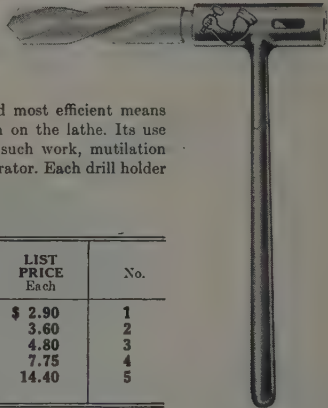 d most efficient means
n on the lathe. Its use
such work, mutilation
rator. Each drill holder
LIST
PRICE
Each
No.
$ 2.90 1
3.60 2
4.80 3
7.75 4
14.40 5